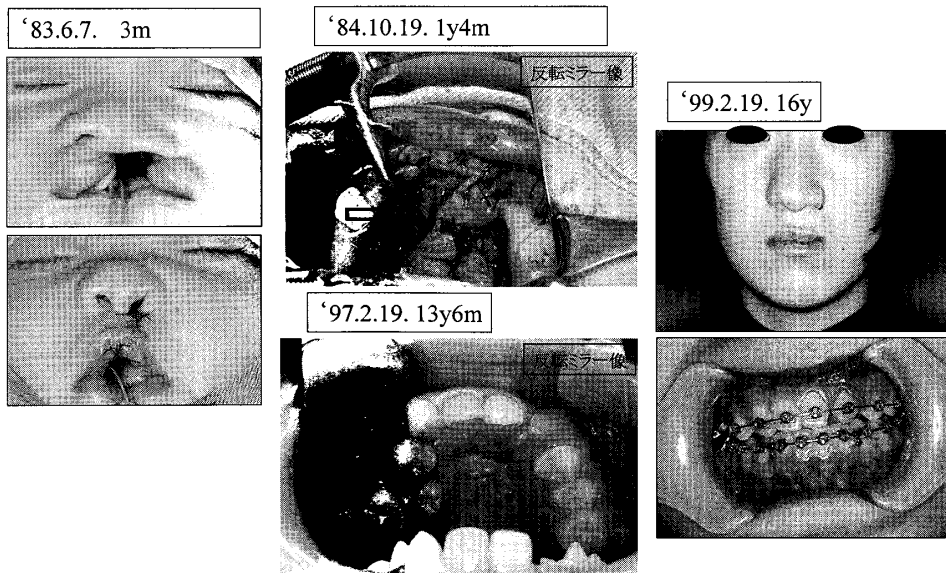 ‘83.6.7. 3m
‘84.10.19. 1y4m
反転ミラー像
‘97.2.19. 13y6m
反転ミラー像
‘99.2.19. 16y